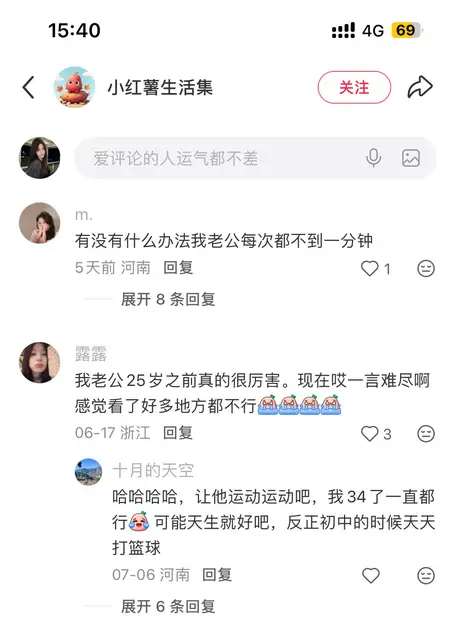 15:40
4G 69
小红薯生活集
关注
爱评论的人运气都不差
m.
有没有什么办法我老公每次都不到一分钟
5天前 河南 回复
1
展开 8 条回复
露露
我老公25岁之前真的很厉害。现在哎一言难尽啊
感觉看了好多地方都不行
06-17 浙江 回复
3
十月的天空
哈哈哈哈，让他运动运动吧，我34了一直都
行 可能天生就好吧，反正初中的时候天天
打篮球
07-06 河南 回复
展开 6 条回复